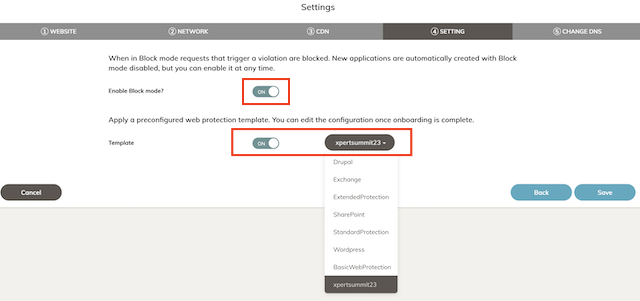 Settings
1 WEBSITE
2 NETWORK
3 CDN
4 SETTING
5 CHANGE DNS
When in Block mode requests that trigger a violation are blocked. New applications are automatically created with Block
mode disabled, but you can enable it at any time.
Enable Block mode?
ON
Apply a preconfigured web protection template. You can edit the configuration once onboarding is complete.
Template
ON
xpertsummit23
Drupal
Exchange
ExtendedProtection
SharePoint
StandardProtection
Wordpress
BasicWebProtection
xpertsummit23
Cancel
Back
Save